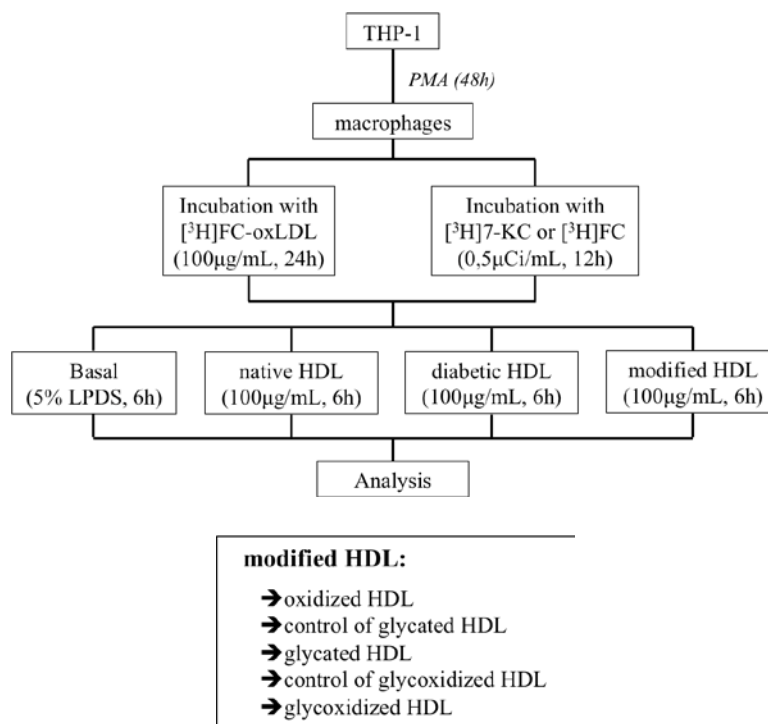 THP-1
PMA (48h)
macrophages
Incubation with
[³H]FC-oxLDL
(100µg/mL, 24h)
Incubation with
[³H]7-KC or [³H]FC
(0,5µCi/mL, 12h)
Basal
(5% LPDS, 6h)
native HDL
(100µg/mL, 6h)
diabetic HDL
(100µg/mL, 6h)
modified HDL
(100µg/mL, 6h)
Analysis
modified HDL:
➔oxidized HDL
➔control of glycated HDL
➔glycated HDL
➔control of glycoxidized HDL
➔glycoxidized HDL